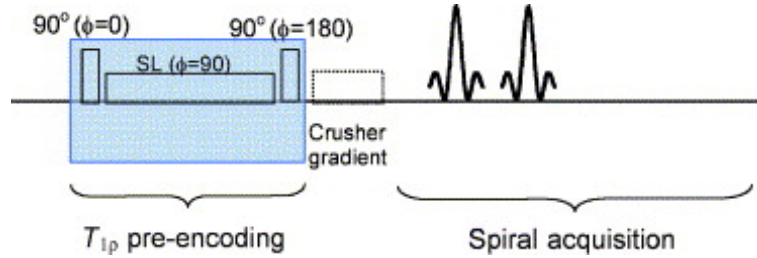 90° (ϕ=0)
90° (ϕ=180)
SL (ϕ=90)
Crusher
gradient
T1ρ pre-encoding
Spiral acquisition